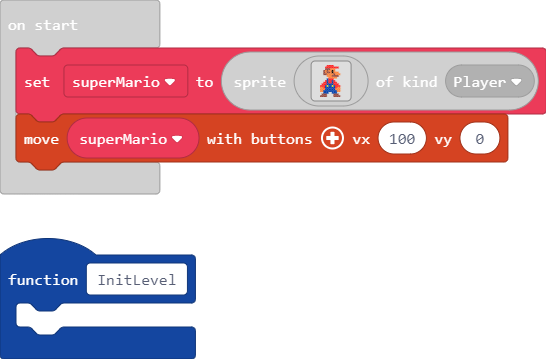 on start
set superMario to sprite of kind Player
move superMario with buttons vx 100 vy 0
function InitLevel